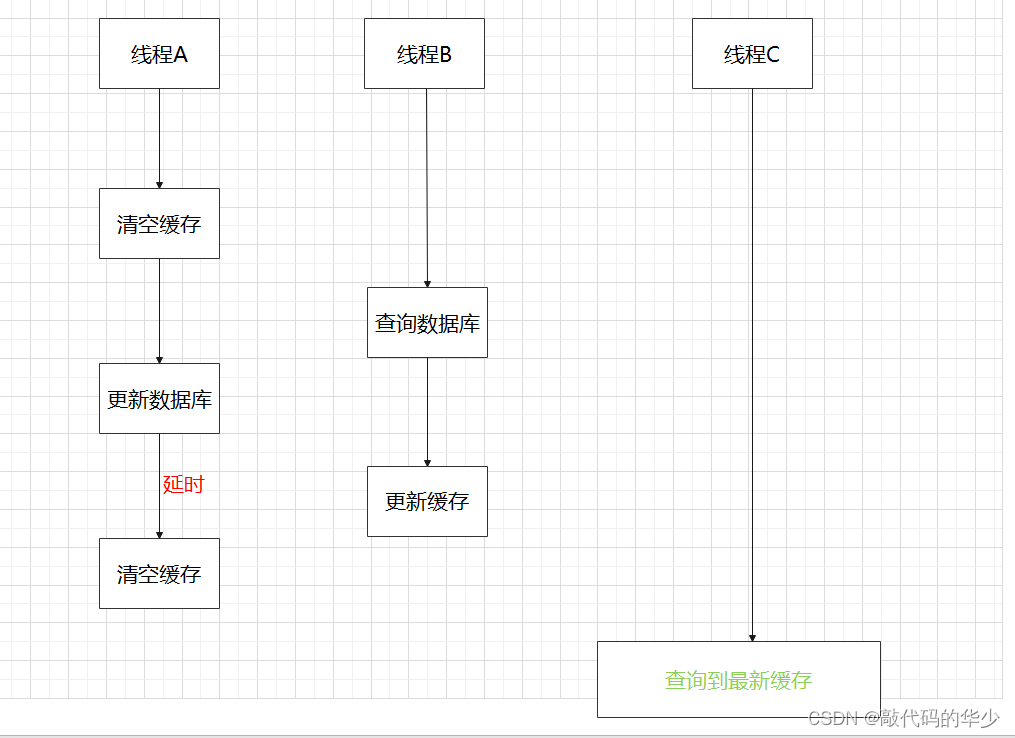 线程A
线程B
线程C
清空缓存
查询数据库
更新数据库
延时
更新缓存
清空缓存
查询到最新缓存
CSDN @敲代码的华少